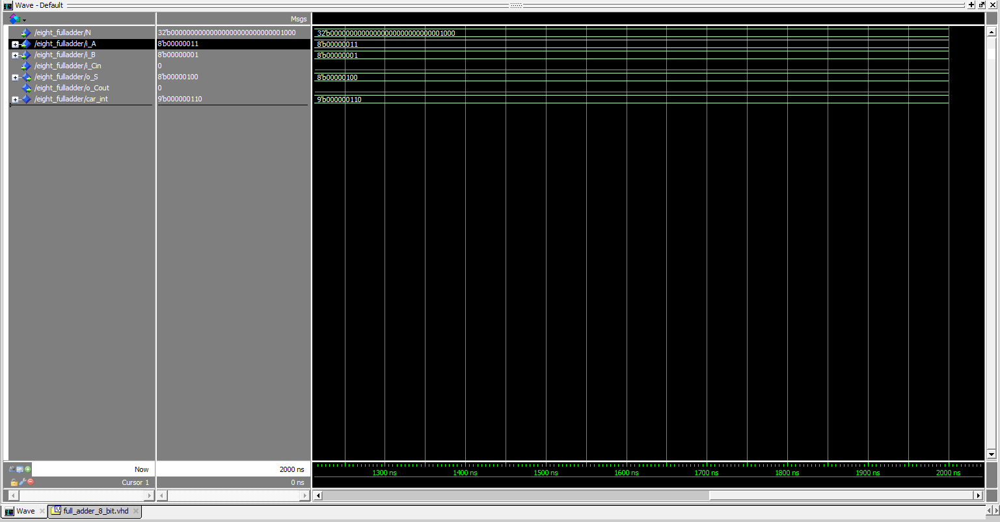 Wave - Default
Msgs
/eight_fulladder/N 32'b00000000000000000000000000001000 32'b00000000000000000000000000001000
/eight_fulladder/i_A 8'b00000011 8'b00000011
/eight_fulladder/i_B 8'b00000001 8'b00000001
/eight_fulladder/i_Cin 0
/eight_fulladder/o_S 8'b00000100 8'b00000100
/eight_fulladder/o_Cout 0
/eight_fulladder/car_int 9'b000000110 9'b000000110
Now 2000 ns 1300 ns 1400 ns 1500 ns 1600 ns 1700 ns 1800 ns 1900 ns 2000 ns
Cursor 1 0 ns
Wave full_adder_8_bit.vhd